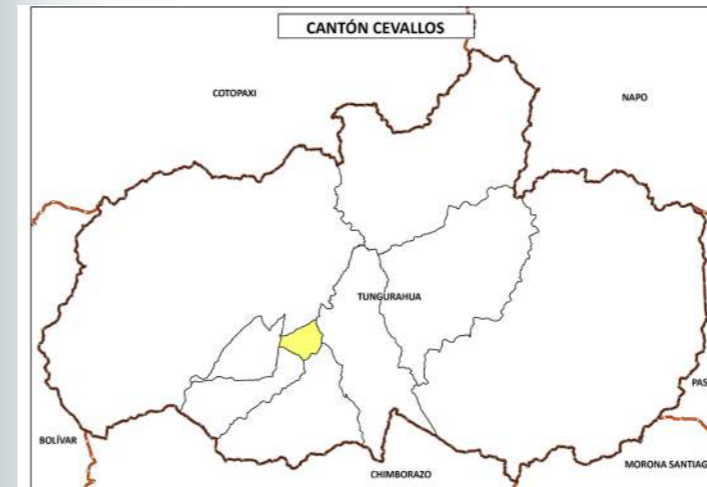 CANTÓN CEVALLOS
COTOPAXI
NAPO
TUNGURAHUA
PAS
BOLÍVAR
CHIMBORAZO
MORONA SANTIAG